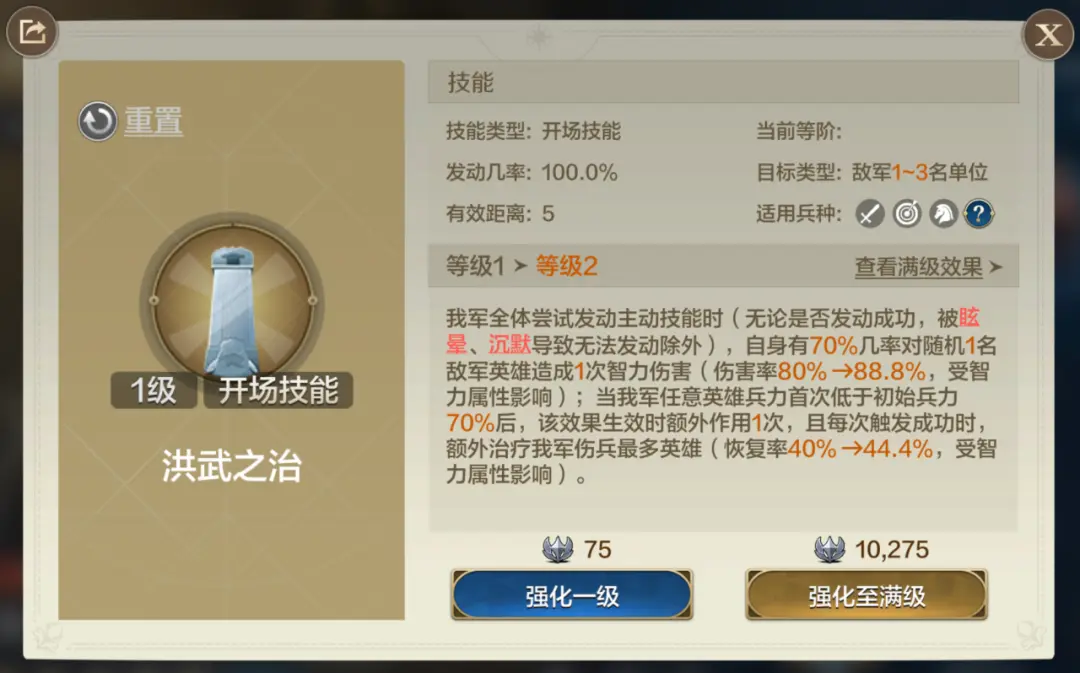 重置
1级 开场技能
洪武之治
技能
技能类型: 开场技能 当前等阶:
发动几率: 100.0% 目标类型: 敌军1~3名单位
有效距离: 5 适用兵种:
等级1 ➤ 等级2 查看满级效果 ➤
我军全体尝试发动主动技能时（无论是否发动成功，被眩
晕、沉默导致无法发动除外），自身有70%几率对随机1名
敌军英雄造成1次智力伤害（伤害率80%→88.8%，受智
力属性影响）；当我军任意英雄兵力首次低于初始兵力
70%后，该效果生效时额外作用1次，且每次触发成功时，
额外治疗我军伤兵最多英雄（恢复率40%→44.4%，受智
力属性影响）。
75 10,275
强化一级 强化至满级